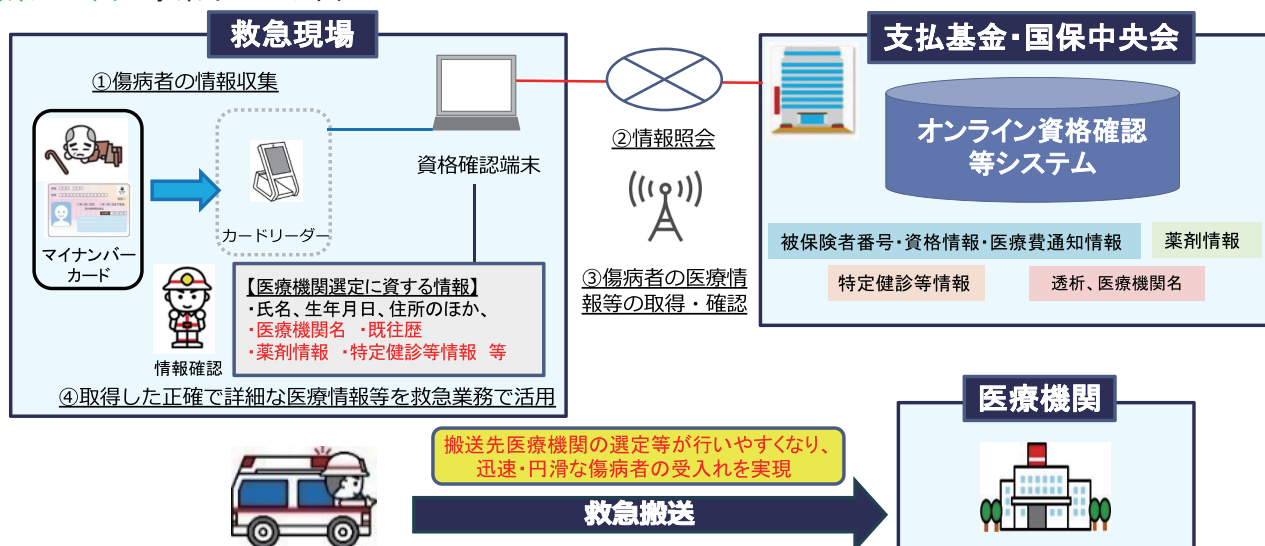 救急現場
①傷病者の情報収集
マイナンバー
カード
カードリーダー
資格確認端末
情報確認
【医療機関選定に資する情報】
・氏名、生年月日、住所のほか、
・医療機関名 ・既往歴
・薬剤情報 ・特定健診等情報 等
④取得した正確で詳細な医療情報等を救急業務で活用
②情報照会
③傷病者の医療情
報等の取得・確認
支払基金・国保中央会
オンライン資格確認
等システム
被保険者番号・資格情報・医療費通知情報
薬剤情報
特定健診等情報
透析、医療機関名
搬送先医療機関の選定等が行いやすくなり、
迅速・円滑な傷病者の受入れを実現
救急搬送
医療機関